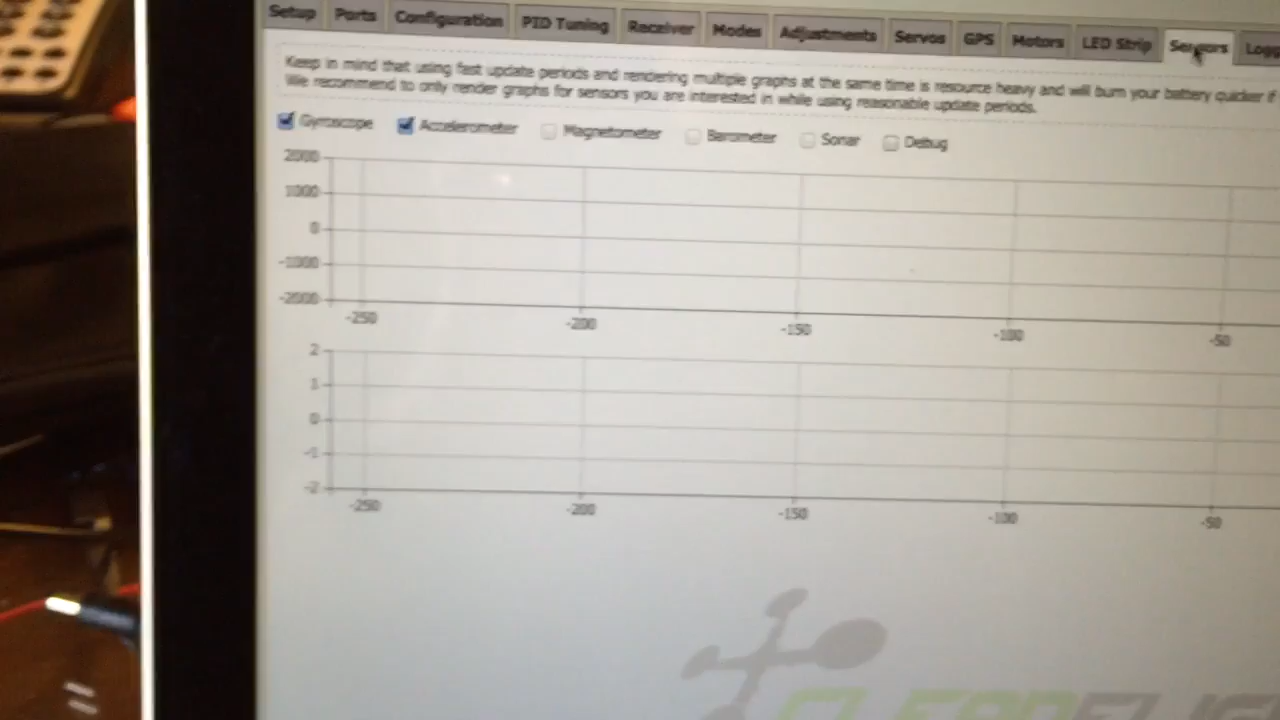 Setup Ports Configuration PID Tuning Receiver Modes Adjustments Servos GPS Motors LED Strip Sensors Logg
Keep in mind that using fast update periods and rendering multiple graphs at the same time is resource heavy and will burn your battery quicker if
We recommend to only render graphs for sensors you are interested in while using reasonable update periods.
Gyroscope Accelerometer Magnetometer Barometer Sonar Debug
2000
1000
0
-1000
-2000
-250 -200 -150 -100 -50
2
1
0
-1
-2
-250 -200 -150 -100 -50
CLEANFLIGH